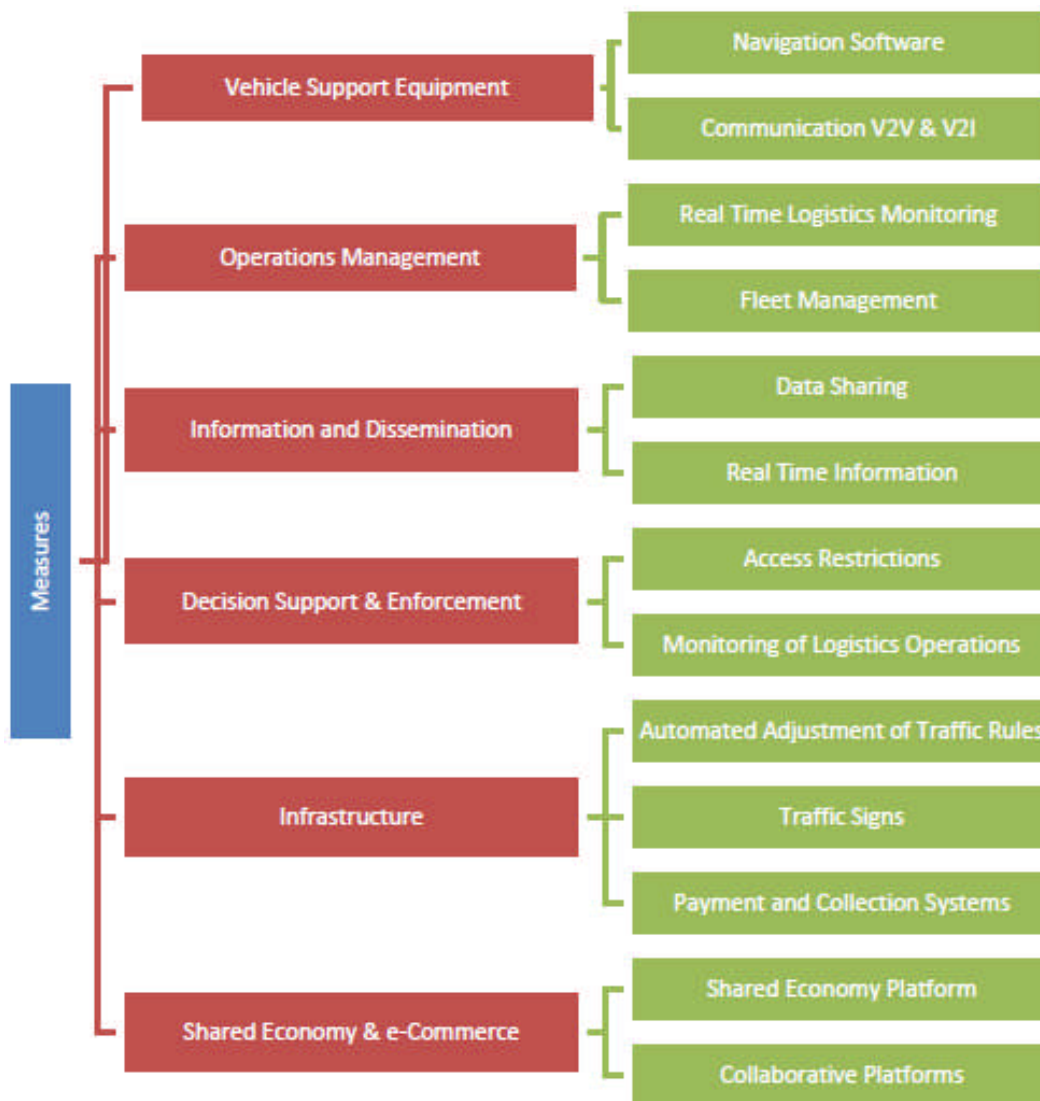 Navigation Software
Vehicle Support Equipment
Communication V2V & V2I
Real Time Logistics Monitoring
Operations Management
Fleet Management
Data Sharing
Information and Dissemination
Real Time Information
Measures
Access Restrictions
Decision Support & Enforcement
Monitoring of Logistics Operations
Automated Adjustment of Traffic Rules
Infrastructure
Traffic Signs
Payment and Collection Systems
Shared Economy Platform
Shared Economy & e-Commerce
Collaborative Platforms